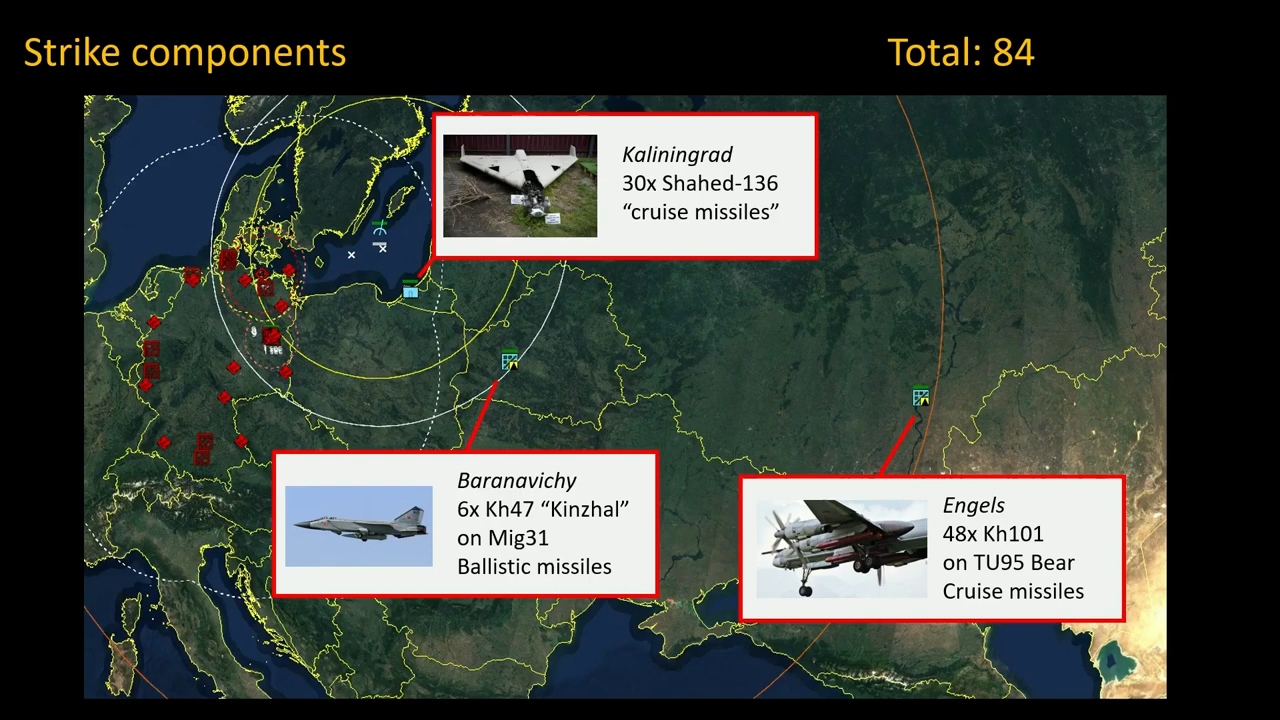 Strike components
Total: 84
Kaliningrad
30x Shahed-136
“cruise missiles”
Baranavichy
6x Kh47 “Kinzhal”
on Mig31
Ballistic missiles
Engels
48x Kh101
on TU95 Bear
Cruise missiles